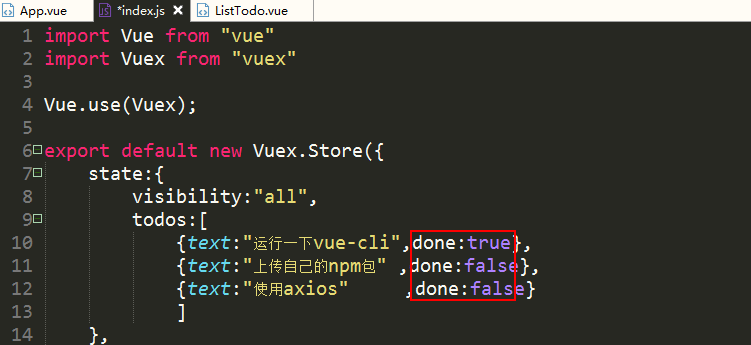 App.vue *index.js ListTodo.vue
1 import Vue from "vue"
2 import Vuex from "vuex"
3
4 Vue.use(Vuex);
5
6 export default new Vuex.Store({
7     state:{
8         visibility:"all",
9         todos:[
10             {text:"运行一下vue-cli",done:true},
11             {text:"上传自己的npm包" ,done:false},
12             {text:"使用axios"     ,done:false}
13             ]
14     },